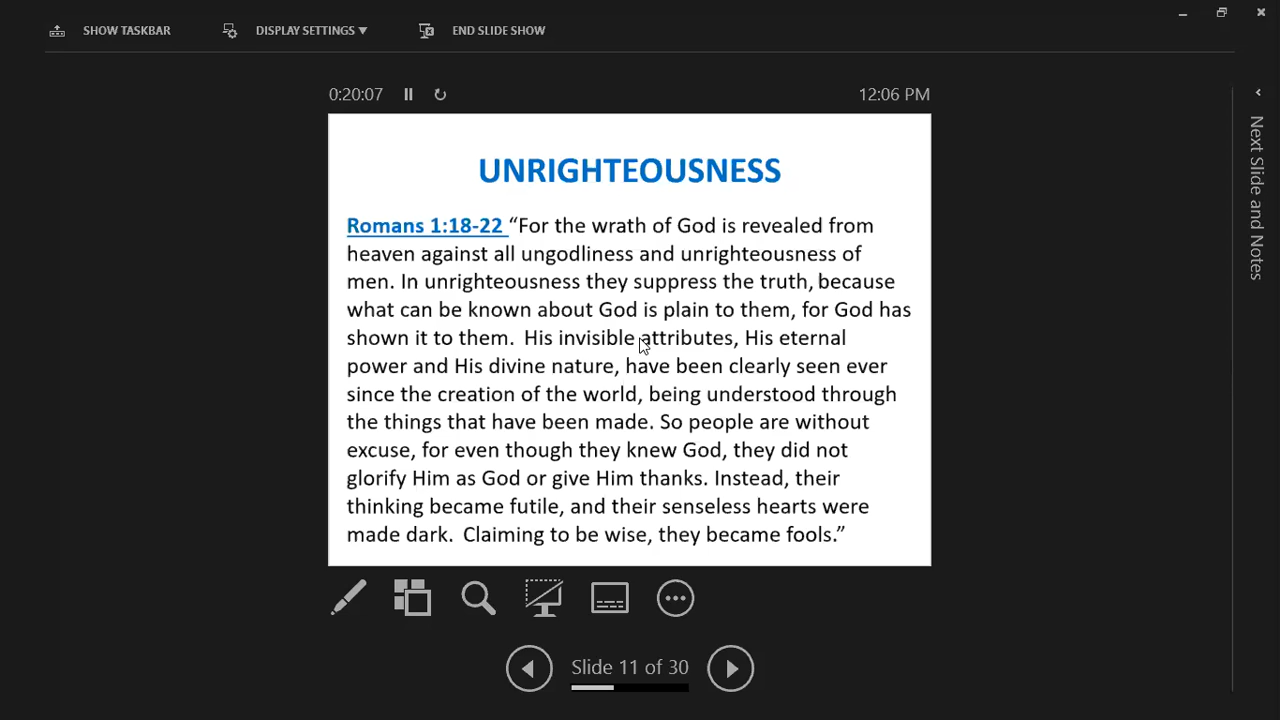 SHOW TASKBAR DISPLAY SETTINGS ▾ END SLIDE SHOW
0:20:07 12:06 PM
Next Slide and Notes
UNRIGHTEOUSNESS
Romans 1:18-22 “For the wrath of God is revealed from
heaven against all ungodliness and unrighteousness of
men. In unrighteousness they suppress the truth, because
what can be known about God is plain to them, for God has
shown it to them.  His invisible attributes, His eternal
power and His divine nature, have been clearly seen ever
since the creation of the world, being understood through
the things that have been made. So people are without
excuse, for even though they knew God, they did not
glorify Him as God or give Him thanks. Instead, their
thinking became futile, and their senseless hearts were
made dark.  Claiming to be wise, they became fools.”
Slide 11 of 30